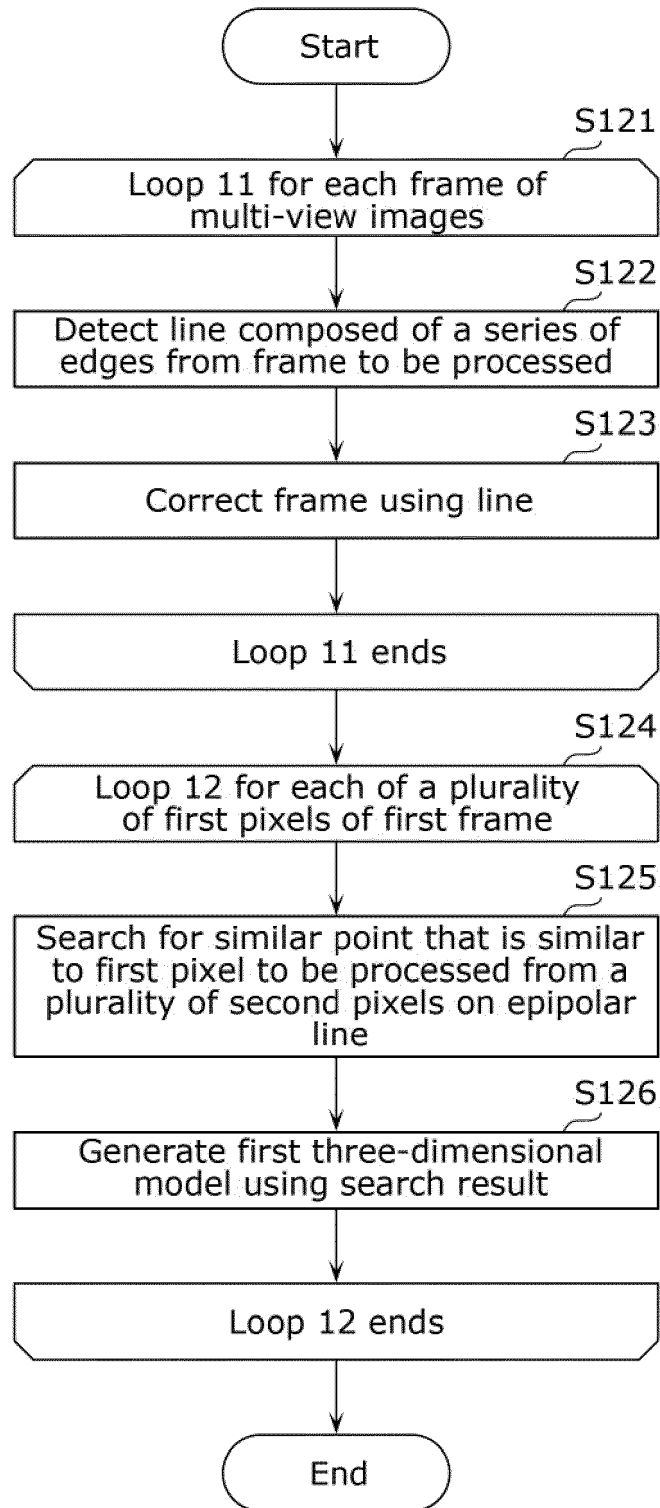 Start
S121
Loop 11 for each frame of
multi-view images
S122
Detect line composed of a series of
edges from frame to be processed
S123
Correct frame using line
Loop 11 ends
S124
Loop 12 for each of a plurality
of first pixels of first frame
S125
Search for similar point that is similar
to first pixel to be processed from a
plurality of second pixels on epipolar
line
S126
Generate first three-dimensional
model using search result
Loop 12 ends
End